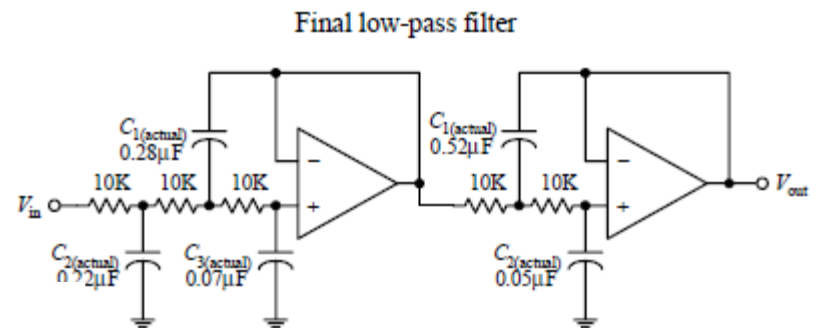 Final low-pass filter
C1(actual)
0.28µF
C1(actual)
0.52µF
10K 10K 10K
10K 10K
Vin
Vout
−
+
−
+
C2(actual)
C3(actual)
0.07µF
C2(actual)
0.05µF